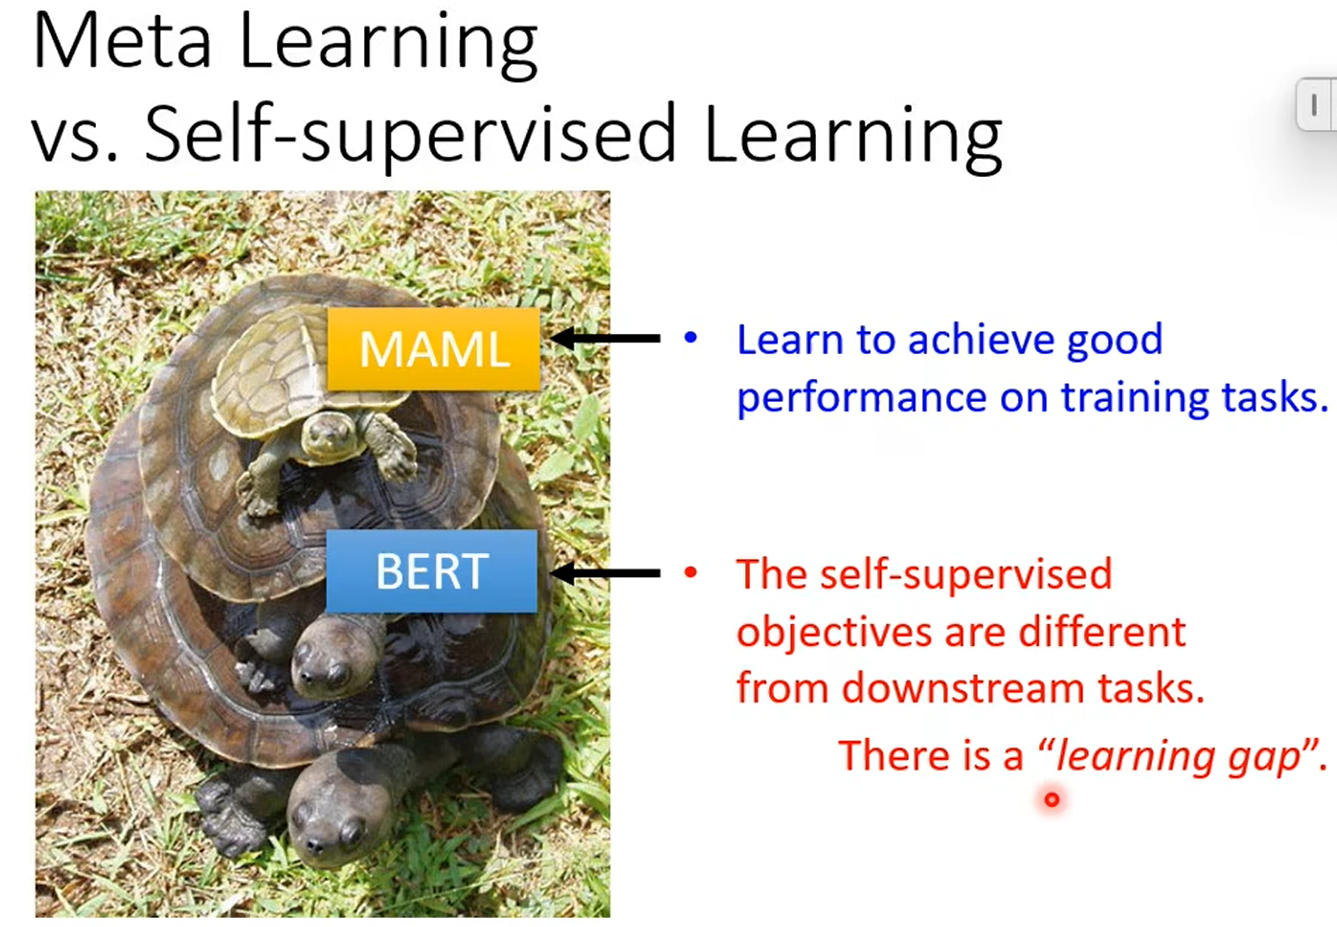 Meta Learning
vs. Self-supervised Learning
MAML
• Learn to achieve good
performance on training tasks.
BERT
• The self-supervised
objectives are different
from downstream tasks.
There is a “learning gap”.